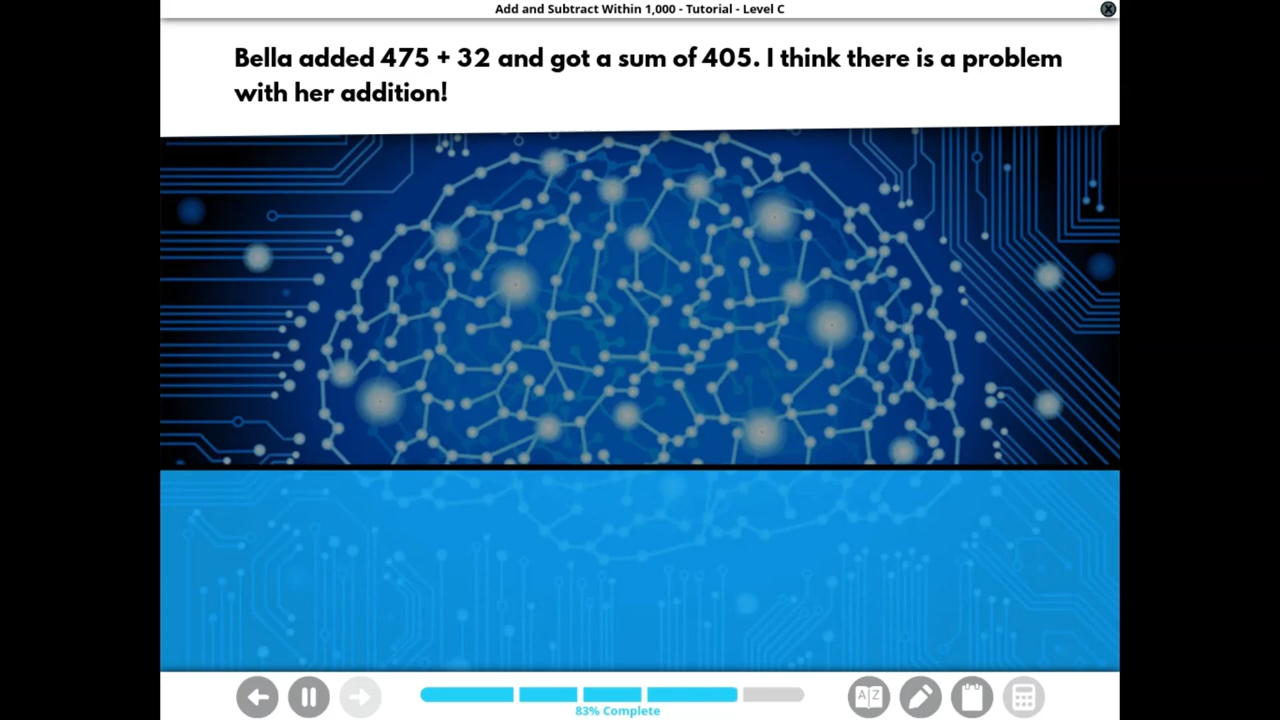 Add and Subtract Within 1,000 - Tutorial - Level C
Bella added 475 + 32 and got a sum of 405. I think there is a problem
with her addition!
83% Complete
A Z